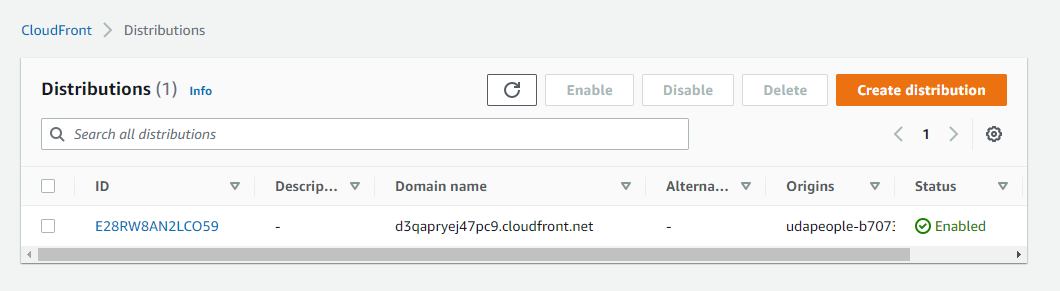 CloudFront > Distributions
Distributions (1) Info Enable Disable Delete Create distribution
Search all distributions 1
ID Descrip... Domain name Alterna... Origins Status
E28RW8AN2LCO59 - d3qapryej47pc9.cloudfront.net - udapeople-b7073 Enabled